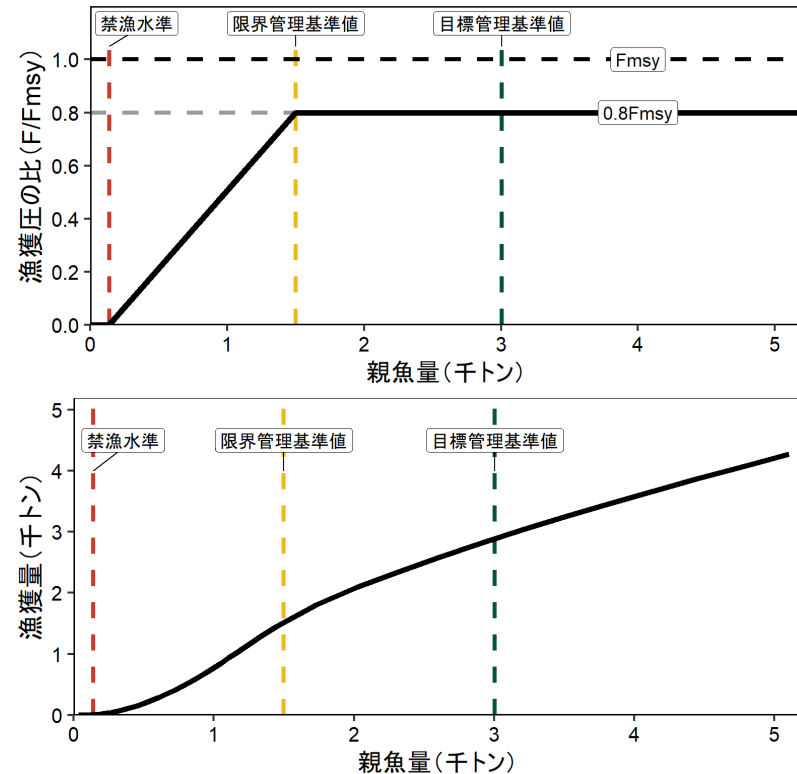 禁漁水準 限界管理基準値 目標管理基準値
漁獲圧の比(F/Fmsy)
1.0
0.8
0.6
0.4
0.2
0.0
Fmsy
0.8Fmsy
0 1 2 3 4 5
親魚量(千トン)
漁獲量(千トン)
5
4
3
2
1
0
禁漁水準 限界管理基準値 目標管理基準値
0 1 2 3 4 5
親魚量(千トン)